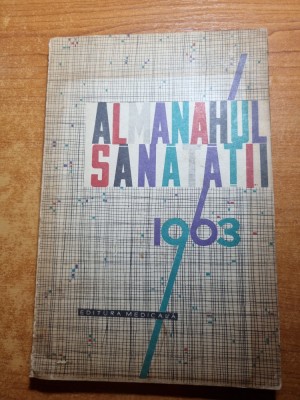 ALMANAHUL
SĂNĂTĂȚII
1963
EDITURA MEDICALĂ